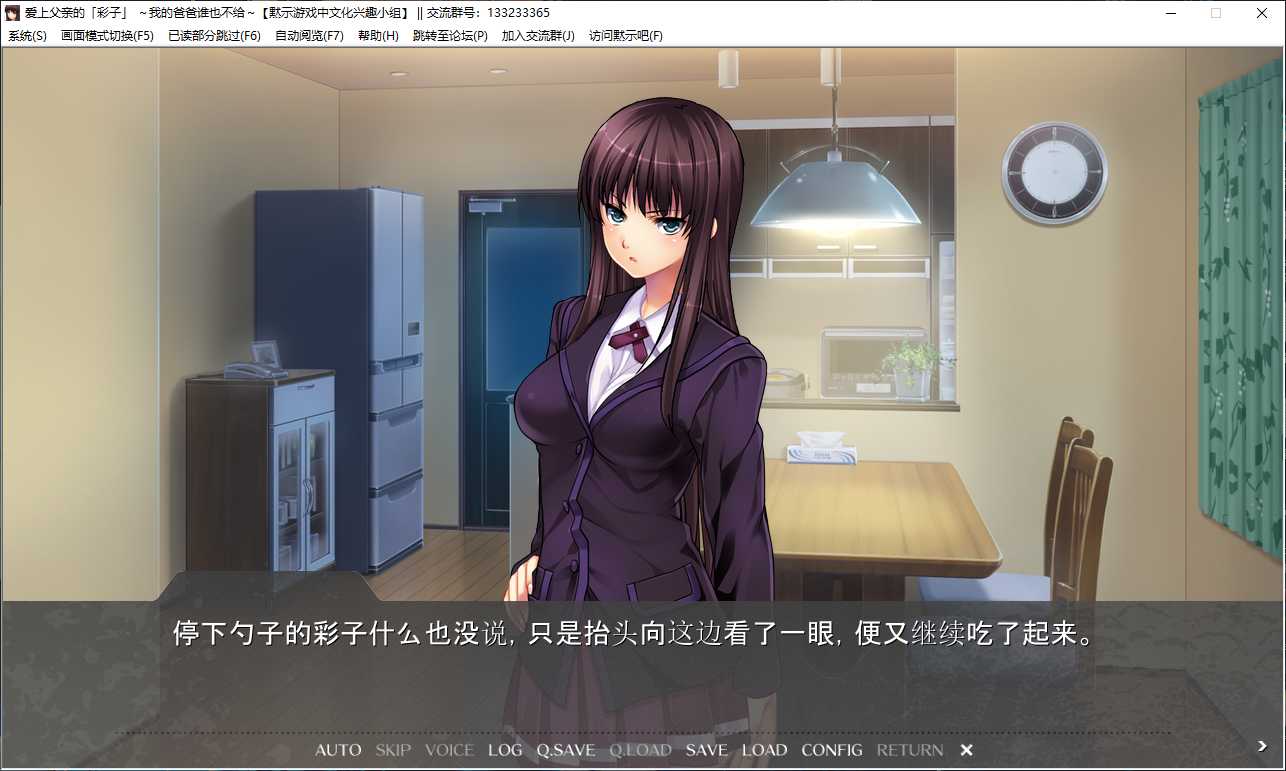 爱上父亲的「彩子」 ~我的爸爸谁也不给~【默示游戏中文化兴趣小组】 || 交流群号：133233365
系统(S) 画面模式切换(F5) 已读部分跳过(F6) 自动阅览(F7) 帮助(H) 跳转至论坛(P) 加入交流群(J) 访问默示吧(F)
停下勺子的彩子什么也没说，只是抬头向这边看了一眼，便又继续吃了起来。
AUTO SKIP VOICE LOG Q.SAVE Q.LOAD SAVE LOAD CONFIG RETURN